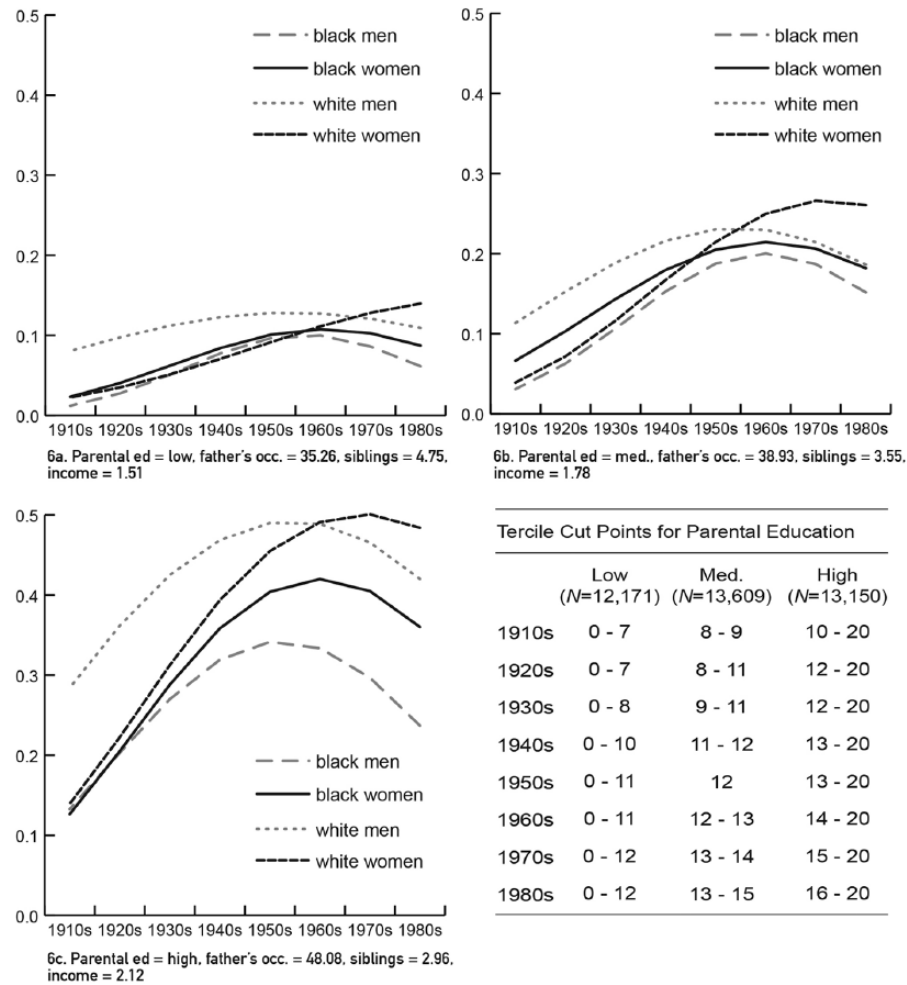 0.5
0.4
0.3
0.2
0.1
0.0
black men
black women
white men
white women
1910s 1920s 1930s 1940s 1950s 1960s 1970s 1980s
6a. Parental ed = low, father's occ. = 35.26, siblings = 4.75,
income = 1.51
0.5
0.4
0.3
0.2
0.1
0.0
black men
black women
white men
white women
1910s 1920s 1930s 1940s 1950s 1960s 1970s 1980s
6b. Parental ed = med., father's occ. = 38.93, siblings = 3.55,
income = 1.78
0.5
0.4
0.3
0.2
0.1
0.0
black men
black women
white men
white women
1910s 1920s 1930s 1940s 1950s 1960s 1970s 1980s
6c. Parental ed = high, father's occ. = 48.08, siblings = 2.96,
income = 2.12
Tercile Cut Points for Parental Education
Low Med. High
(N=12,171) (N=13,609) (N=13,150)
1910s 0 - 7 8 - 9 10 - 20
1920s 0 - 7 8 - 11 12 - 20
1930s 0 - 8 9 - 11 12 - 20
1940s 0 - 10 11 - 12 13 - 20
1950s 0 - 11 12 13 - 20
1960s 0 - 11 12 - 13 14 - 20
1970s 0 - 12 13 - 14 15 - 20
1980s 0 - 12 13 - 15 16 - 20